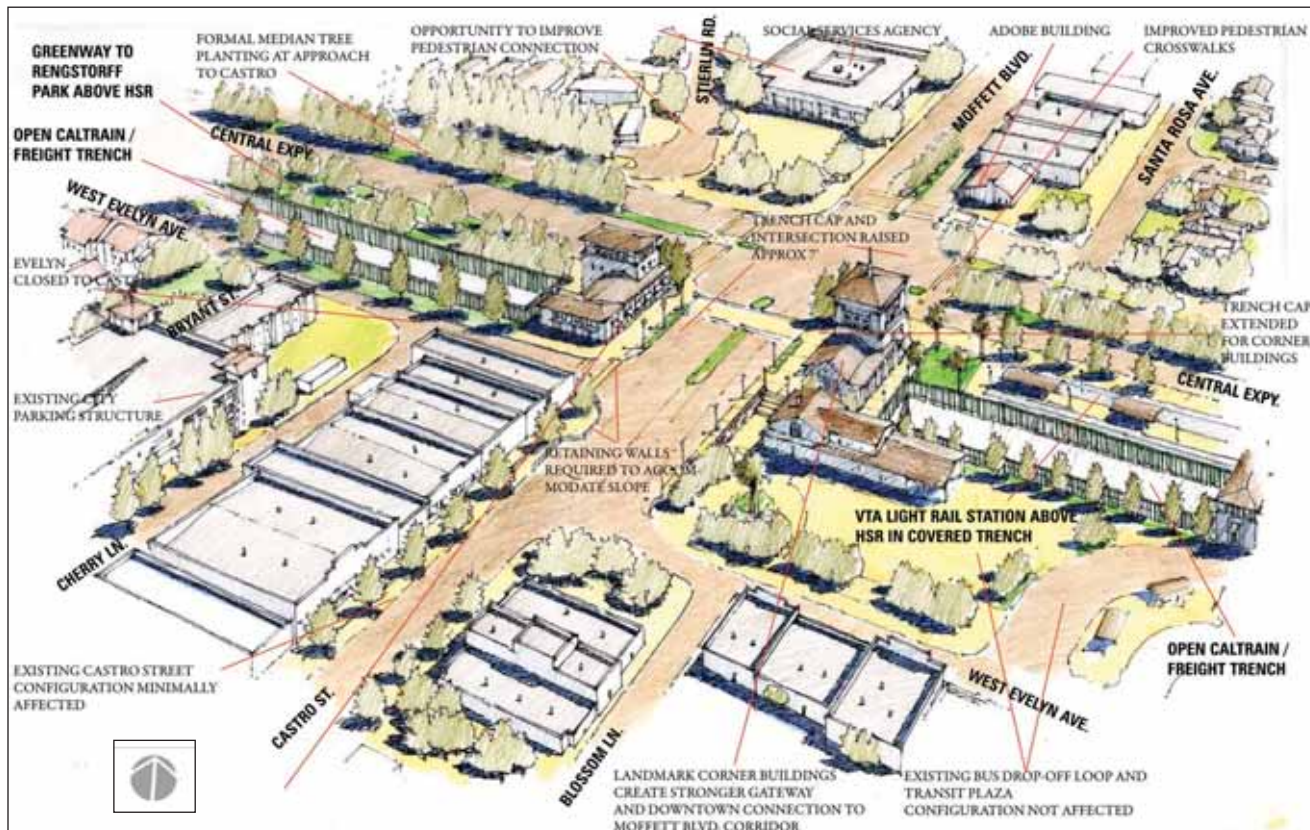 GREENWAY TO
RENGSTORFF
PARK ABOVE HSR
FORMAL MEDIAN TREE
PLANTING AT APPROACH
TO CASTRO
OPPORTUNITY TO IMPROVE
PEDESTRIAN CONNECTION
STIERLIN RD.
SOCIAL SERVICES AGENCY
ADOBE BUILDING
IMPROVED PEDESTRIAN
CROSSWALKS
MOFFETT BLVD.
SANTA ROSA AVE.
OPEN CALTRAIN /
FREIGHT TRENCH
CENTRAL EXPY.
WEST EVELYN AVE.
EVELYN
CLOSED TO
BRYANT ST.
TRENCH CAP AND
INTERSECTION RAISED
APPROX 7'
TRENCH CAP
EXTENDED
FOR CORNER
BUILDINGS
CENTRAL EXPY.
EXISTING CITY
PARKING STRUCTURE
RETAINING WALLS
REQUIRED TO ACCOM-
MODATE SLOPE
VTA LIGHT RAIL STATION ABOVE
HSR IN COVERED TRENCH
CHERRY LN.
EXISTING CASTRO STREET
CONFIGURATION MINIMALLY
AFFECTED
CASTRO ST.
BLOSSOM LN.
WEST EVELYN AVE.
OPEN CALTRAIN /
FREIGHT TRENCH
LANDMARK CORNER BUILDINGS
CREATE STRONGER GATEWAY
AND DOWNTOWN CONNECTION TO
MOFFETT BLVD. CORRIDOR
EXISTING BUS DROP-OFF LOOP AND
TRANSIT PLAZA
CONFIGURATION NOT AFFECTED